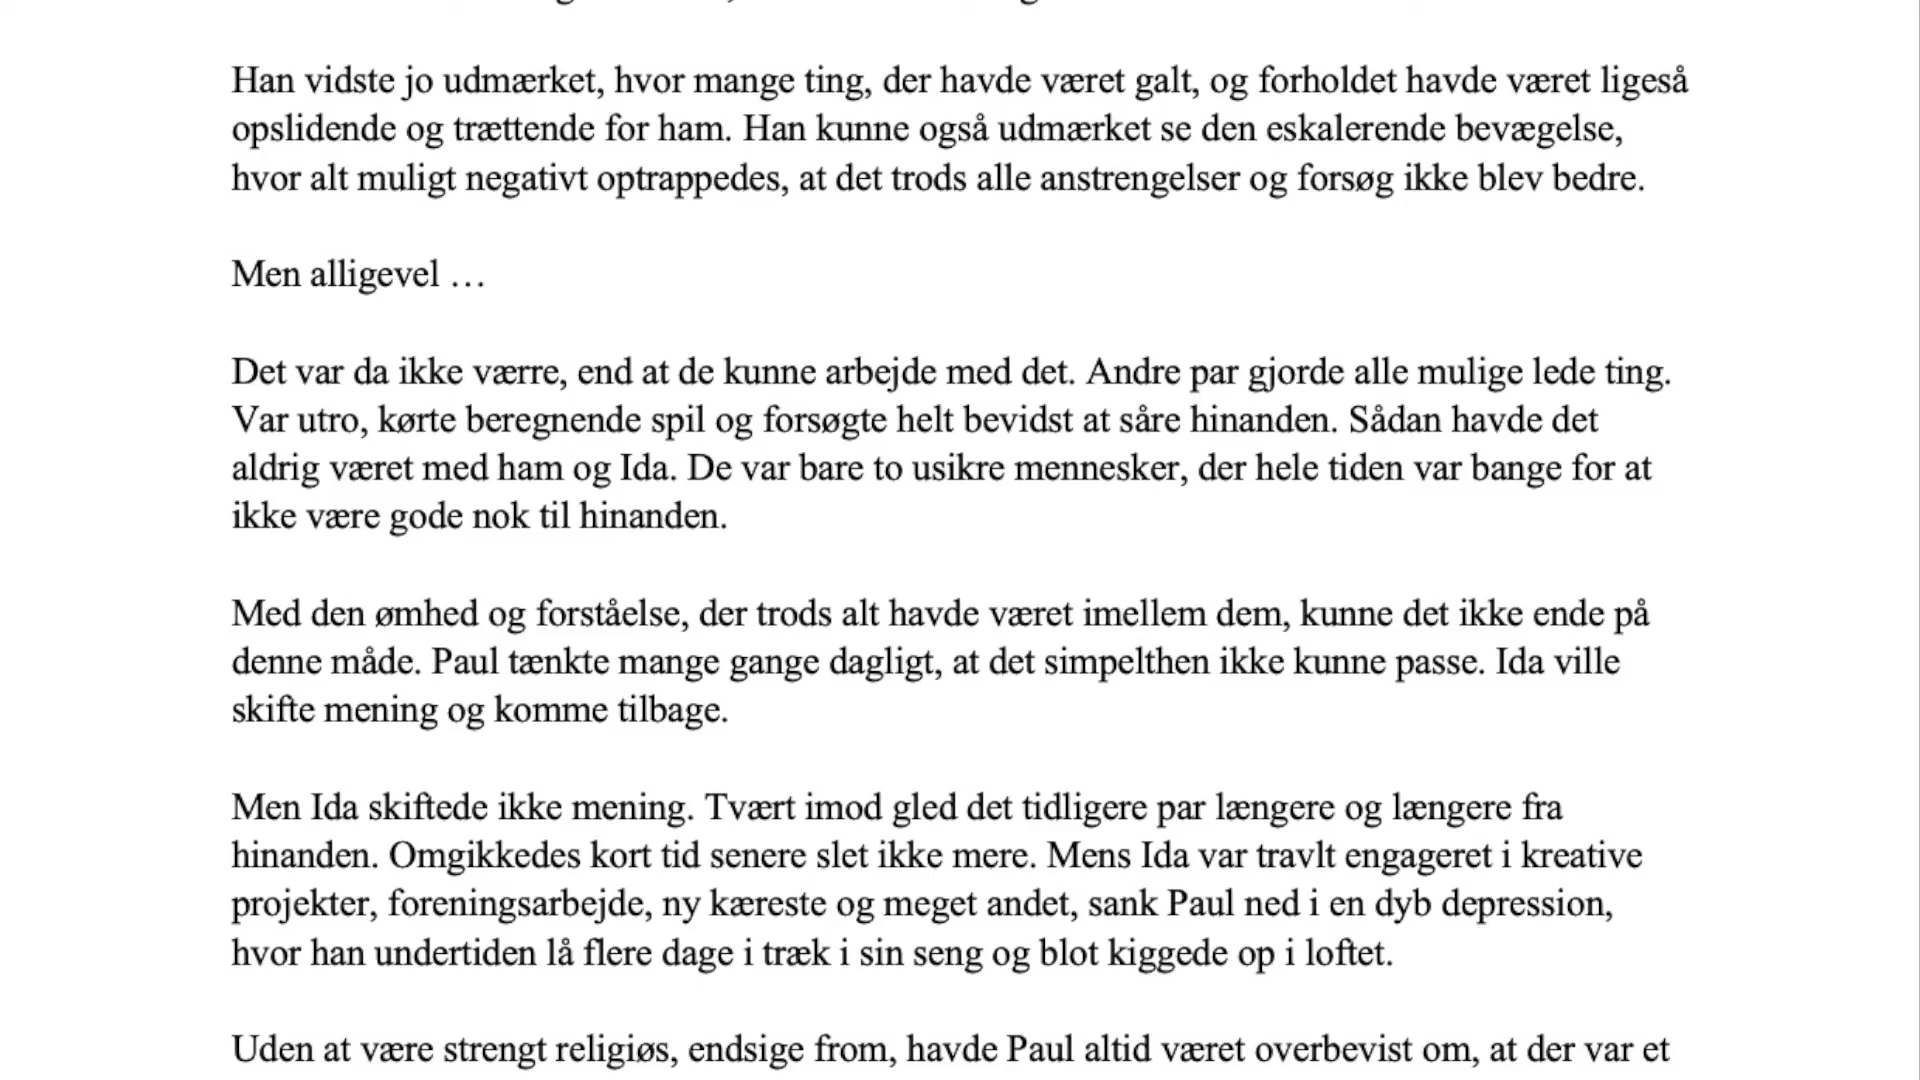 Han vidste jo udmærket, hvor mange ting, der havde været galt, og forholdet havde været ligeså
opslidende og trættende for ham. Han kunne også udmærket se den eskalerende bevægelse,
hvor alt muligt negativt optrappedes, at det trods alle anstrengelser og forsøg ikke blev bedre.
Men alligevel …
Det var da ikke værre, end at de kunne arbejde med det. Andre par gjorde alle mulige lede ting.
Var utro, kørte beregnende spil og forsøgte helt bevidst at såre hinanden. Sådan havde det
aldrig været med ham og Ida. De var bare to usikre mennesker, der hele tiden var bange for at
ikke være gode nok til hinanden.
Med den ømhed og forståelse, der trods alt havde været imellem dem, kunne det ikke ende på
denne måde. Paul tænkte mange gange dagligt, at det simpelthen ikke kunne passe. Ida ville
skifte mening og komme tilbage.
Men Ida skiftede ikke mening. Tvært imod gled det tidligere par længere og længere fra
hinanden. Omgikkedes kort tid senere slet ikke mere. Mens Ida var travlt engageret i kreative
projekter, foreningsarbejde, ny kæreste og meget andet, sank Paul ned i en dyb depression,
hvor han undertiden lå flere dage i træk i sin seng og blot kiggede op i loftet.
Uden at være strengt religiøs, endsige from, havde Paul altid været overbevist om, at der var et